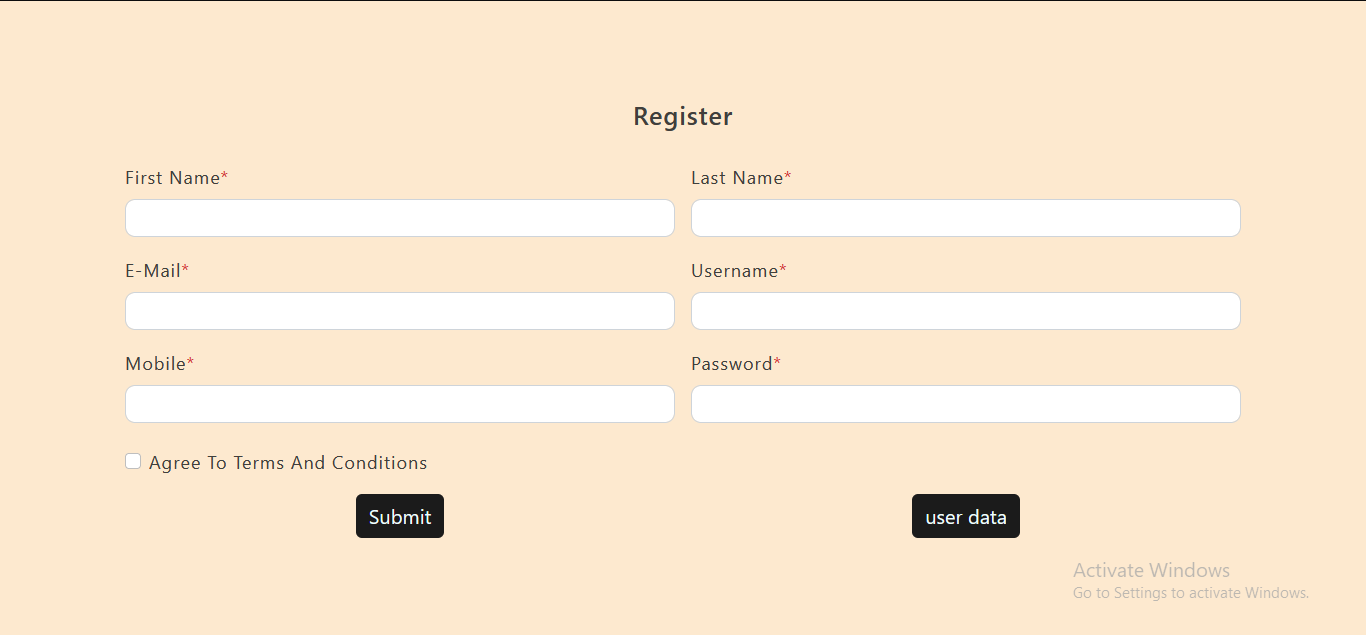 Register
First Name* Last Name*
E-Mail* Username*
Mobile* Password*
Agree To Terms And Conditions
Submit user data
Activate Windows
Go to Settings to activate Windows.